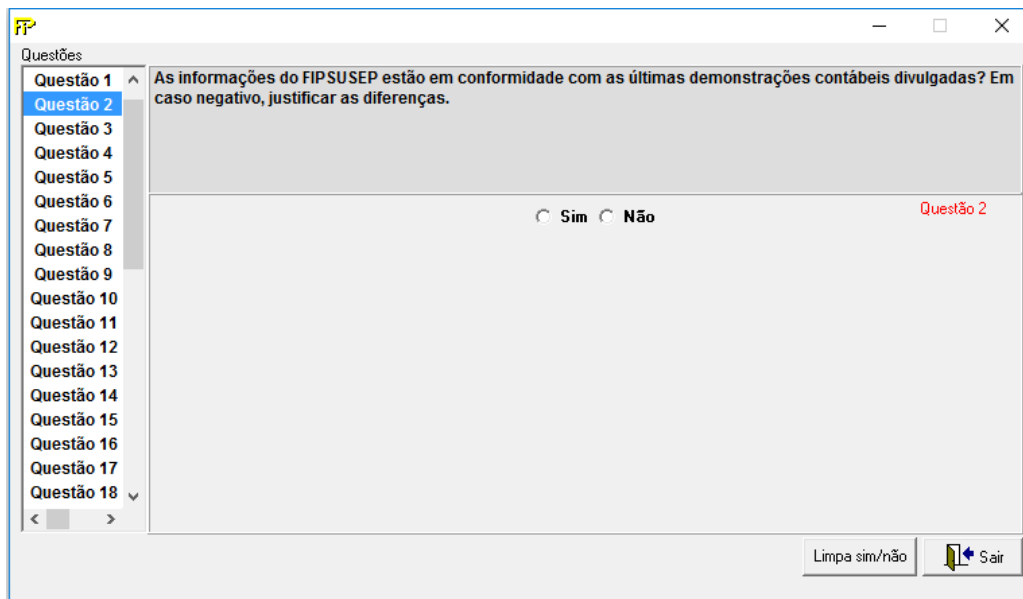 FIP
Questões
Questão 1
Questão 2
Questão 3
Questão 4
Questão 5
Questão 6
Questão 7
Questão 8
Questão 9
Questão 10
Questão 11
Questão 12
Questão 13
Questão 14
Questão 15
Questão 16
Questão 17
Questão 18
As informações do FIPSUSEP estão em conformidade com as últimas demonstrações contábeis divulgadas? Em
caso negativo, justificar as diferenças.
Sim Não
Questão 2
Limpa sim/não
Sair